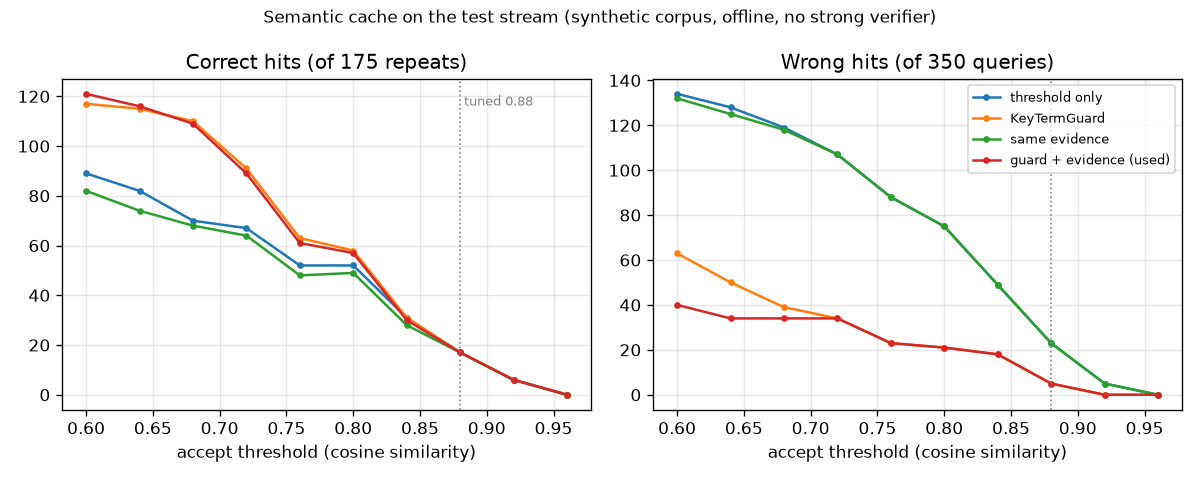 Semantic cache on the test stream (synthetic corpus, offline, no strong verifier)
Correct hits (of 175 repeats)
120
100
80
60
40
20
0
tuned 0.88
0.60 0.65 0.70 0.75 0.80 0.85 0.90 0.95
accept threshold (cosine similarity)
Wrong hits (of 350 queries)
140
120
100
80
60
40
20
0
threshold only
KeyTermGuard
same evidence
guard + evidence (used)
0.60 0.65 0.70 0.75 0.80 0.85 0.90 0.95
accept threshold (cosine similarity)